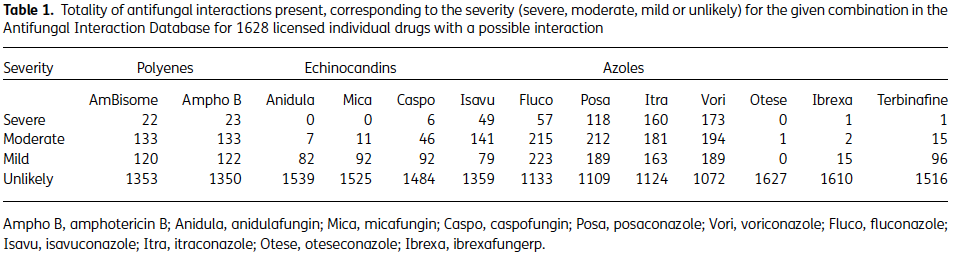 Table 1. Totality of antifungal interactions present, corresponding to the severity (severe, moderate, mild or unlikely) for the given combination in the
Antifungal Interaction Database for 1628 licensed individual drugs with a possible interaction
Severity Polyenes Echinocandins Azoles
AmBisome Ampho B Anidula Mica Caspo Isavu Fluco Posa Itra Vori Otese Ibrexa Terbinafine
Severe 22 23 0 0 6 49 57 118 160 173 0 1 1
Moderate 133 133 7 11 46 141 215 212 181 194 1 2 15
Mild 120 122 82 92 92 79 223 189 163 189 0 15 96
Unlikely 1353 1350 1539 1525 1484 1359 1133 1109 1124 1072 1627 1610 1516
Ampho B, amphotericin B; Anidula, anidulafungin; Mica, micafungin; Caspo, caspofungin; Posa, posaconazole; Vori, voriconazole; Fluco, fluconazole;
Isavu, isavuconazole; Itra, itraconazole; Otese, oteseconazole; Ibrexa, ibrexafungerp.